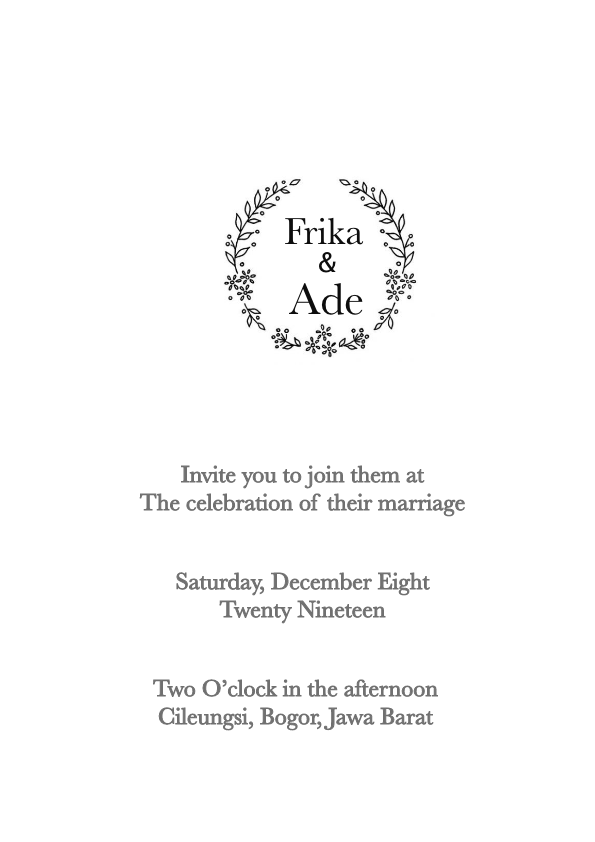 Frika
&
Ade
Invite you to join them at
The celebration of their marriage
Saturday, December Eight
Twenty Nineteen
Two O’clock in the afternoon
Cileungsi, Bogor, Jawa Barat